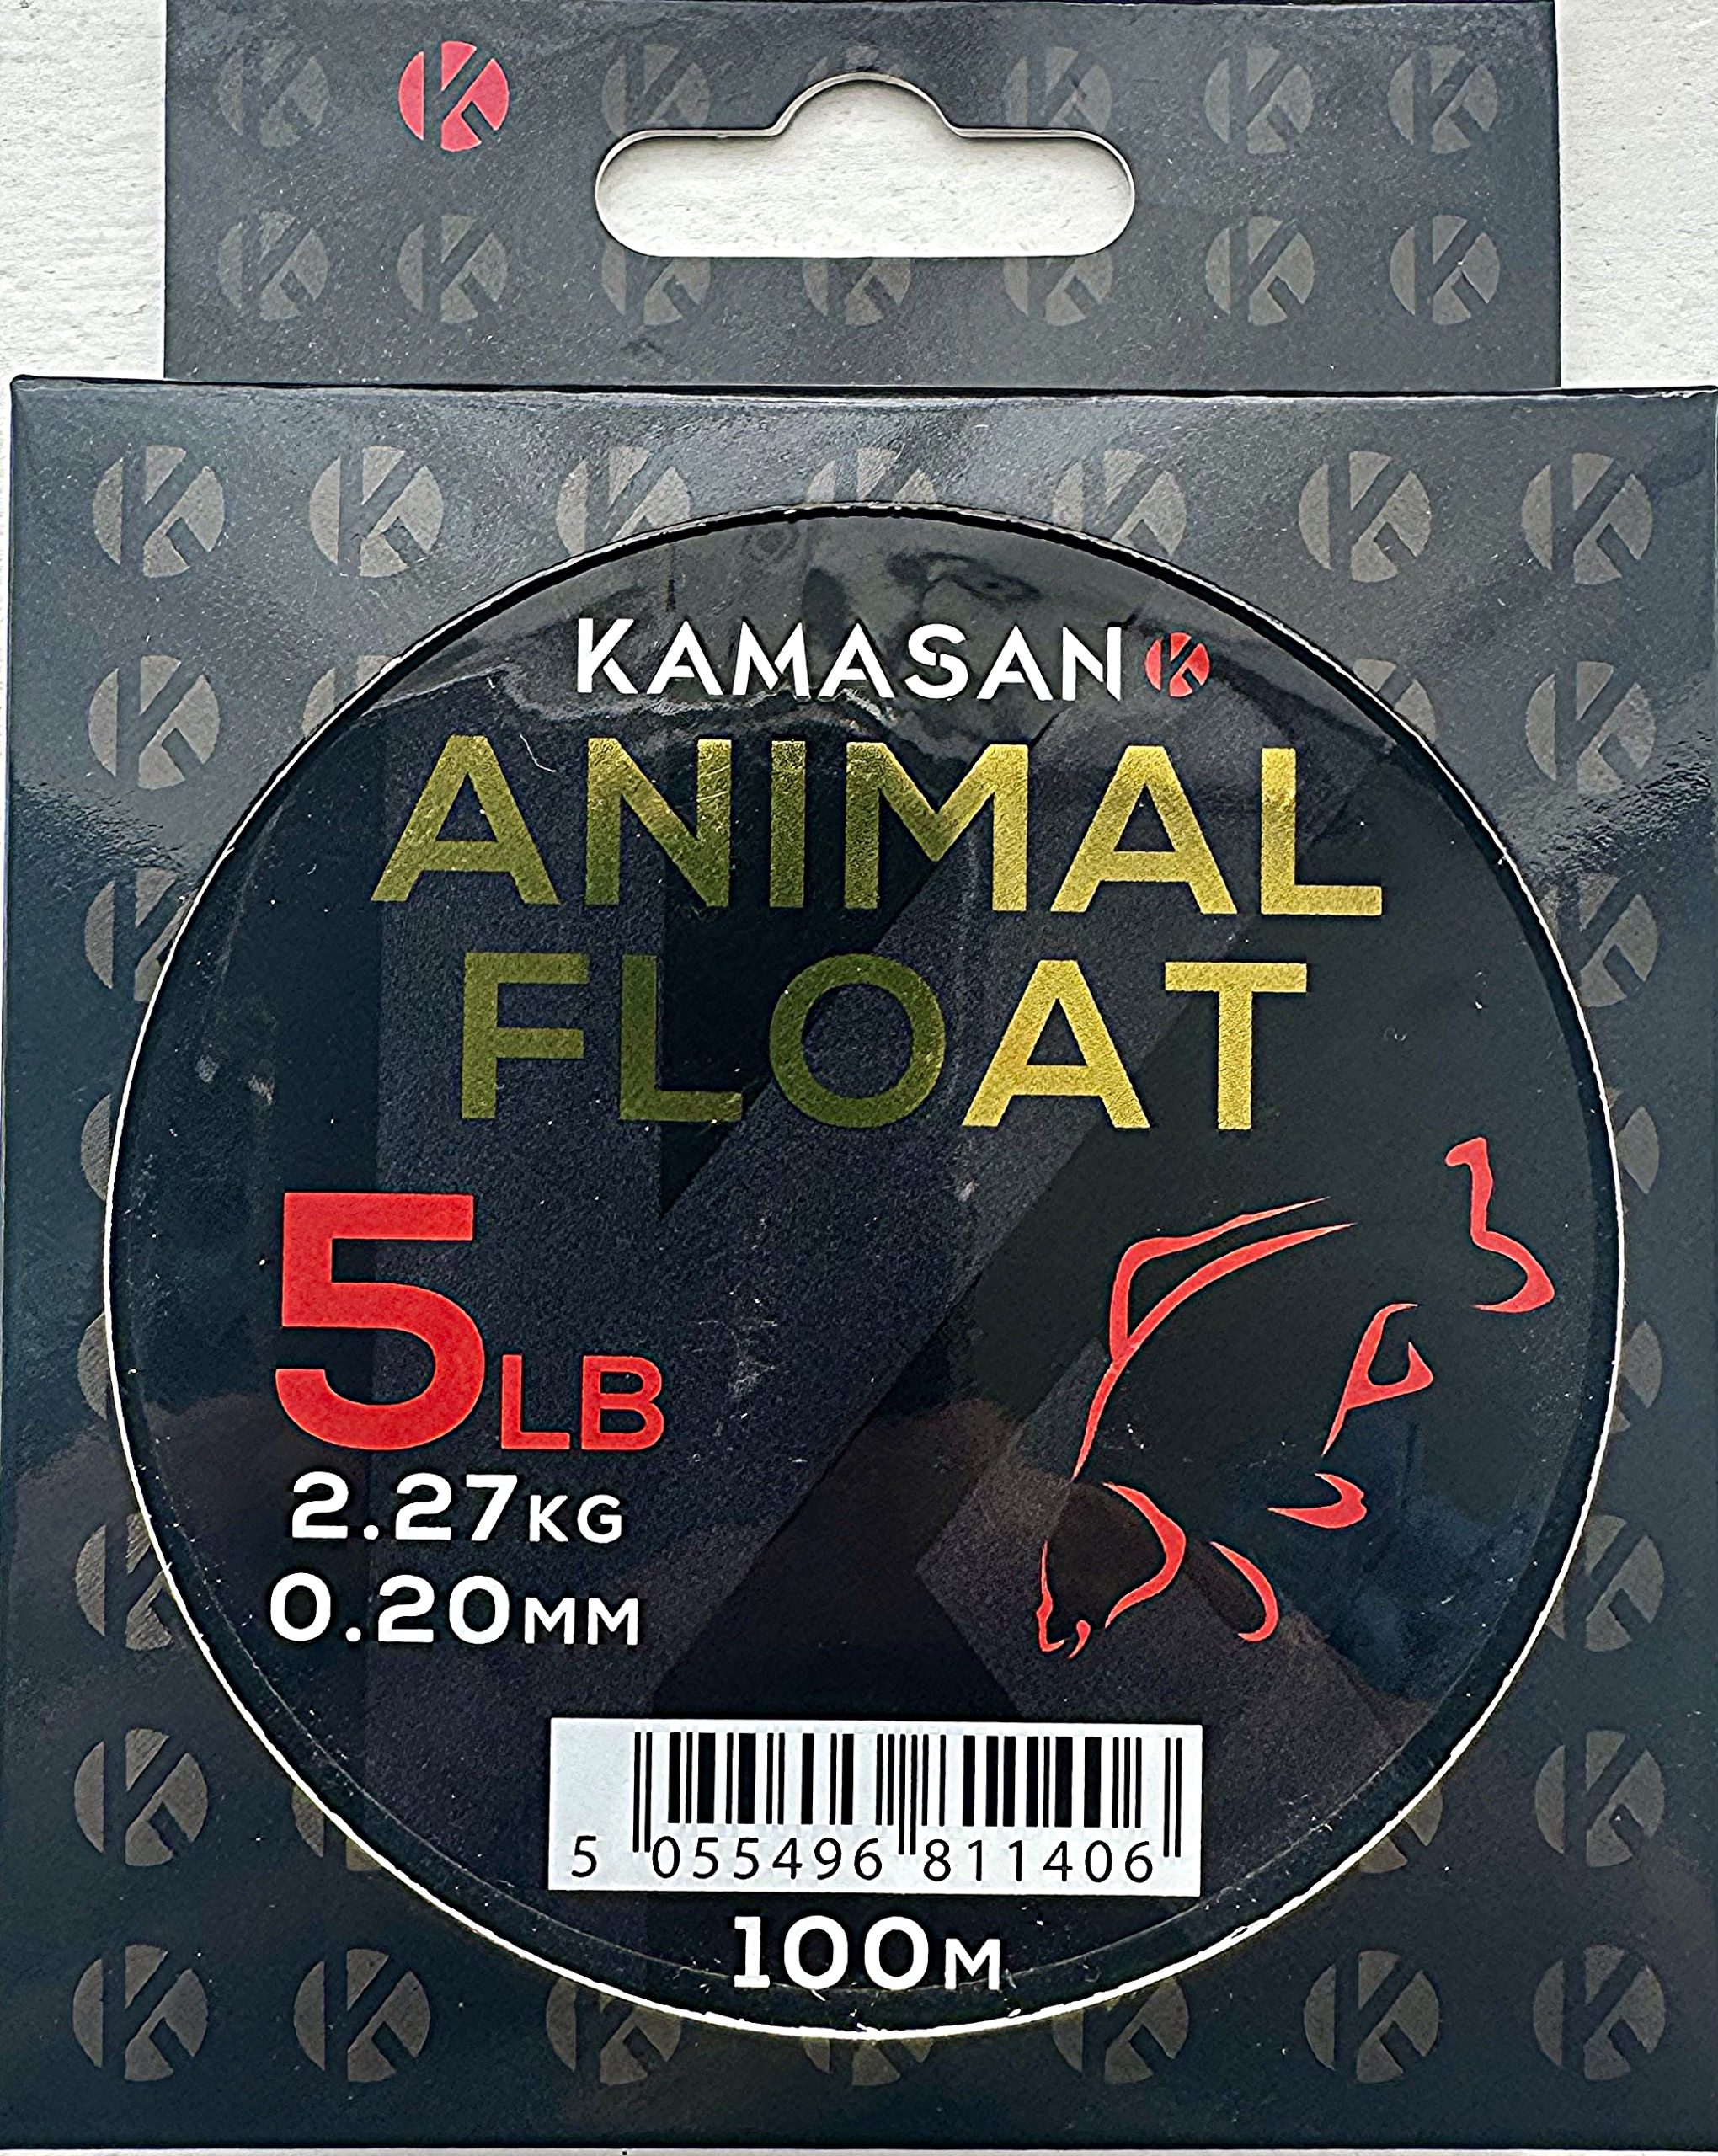 KAMASAN
ANIMAL
FLOAT
5LB
2.27KG
0.20MM
5 055496 811406
100M